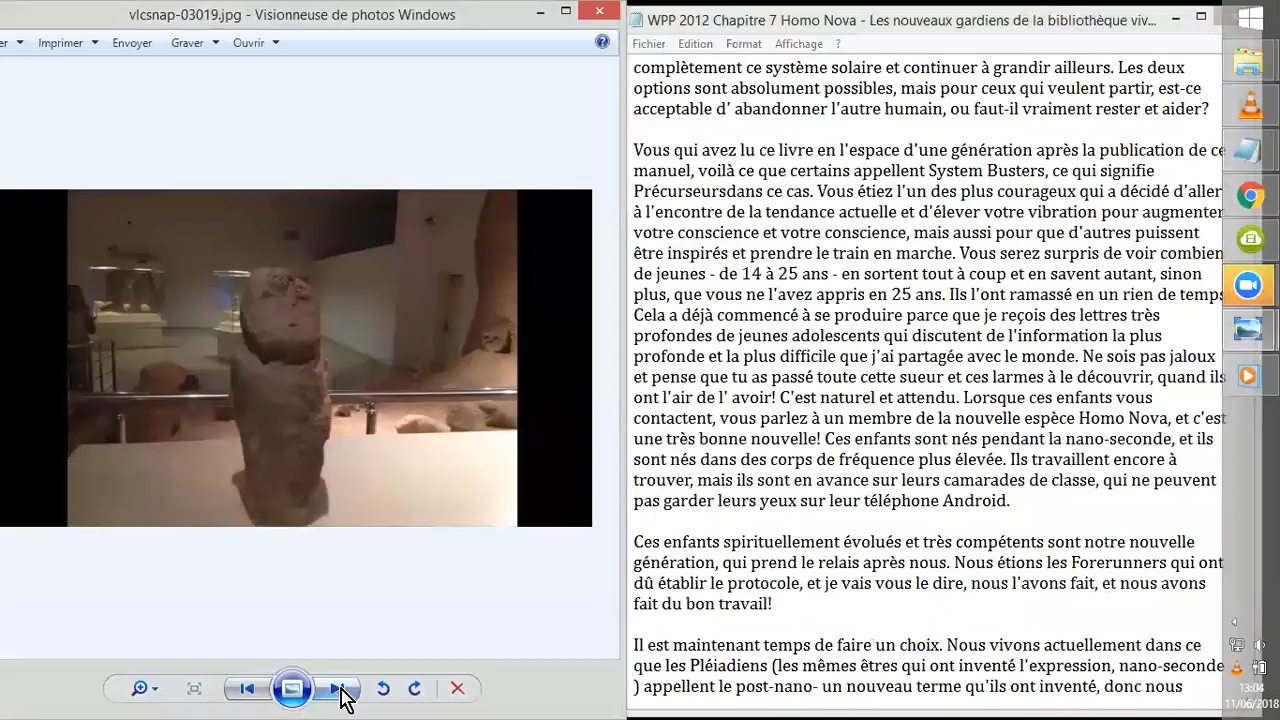 vlcsnap-03019.jpg - Visionneuse de photos Windows
Imprimer Envoyer Graver Ouvrir
WPP 2012 Chapitre 7 Homo Nova - Les nouveaux gardiens de la bibliothèque viv...
Fichier Edition Format Affichage ?
complètement ce système solaire et continuer à grandir ailleurs. Les deux
options sont absolument possibles, mais pour ceux qui veulent partir, est-ce
acceptable d' abandonner l'autre humain, ou faut-il vraiment rester et aider?
Vous qui avez lu ce livre en l'espace d'une génération après la publication de ce
manuel, voilà ce que certains appellent System Busters, ce qui signifie
Précurseursdans ce cas. Vous étiez l'un des plus courageux qui a décidé d'aller
à l'encontre de la tendance actuelle et d'élever votre vibration pour augmenter
votre conscience et votre conscience, mais aussi pour que d'autres puissent
être inspirés et prendre le train en marche. Vous serez surpris de voir combien
de jeunes - de 14 à 25 ans - en sortent tout à coup et en savent autant, sinon
plus, que vous ne l'avez appris en 25 ans. Ils l'ont ramassé en un rien de temps
Cela a déjà commencé à se produire parce que je reçois des lettres très
profondes de jeunes adolescents qui discutent de l'information la plus
profonde et la plus difficile que j'ai partagée avec le monde. Ne sois pas jaloux
et pense que tu as passé toute cette sueur et ces larmes à le découvrir, quand ils
ont l'air de l' avoir! C'est naturel et attendu. Lorsque ces enfants vous
contactent, vous parlez à un membre de la nouvelle espèce Homo Nova, et c'est
une très bonne nouvelle! Ces enfants sont nés pendant la nano-seconde, et ils
sont nés dans des corps de fréquence plus élevée. Ils travaillent encore à
trouver, mais ils sont en avance sur leurs camarades de classe, qui ne peuvent
pas garder leurs yeux sur leur téléphone Android.
Ces enfants spirituellement évolués et très compétents sont notre nouvelle
génération, qui prend le relais après nous. Nous étions les Forerunners qui ont
dû établir le protocole, et je vais vous le dire, nous l'avons fait, et nous avons
fait du bon travail!
Il est maintenant temps de faire un choix. Nous vivons actuellement dans ce
que les Pléiadiens (les mêmes êtres qui ont inventé l'expression, nano-seconde
) appellent le post-nano- un nouveau terme qu'ils ont inventé, donc nous
13:04
11/06/2018